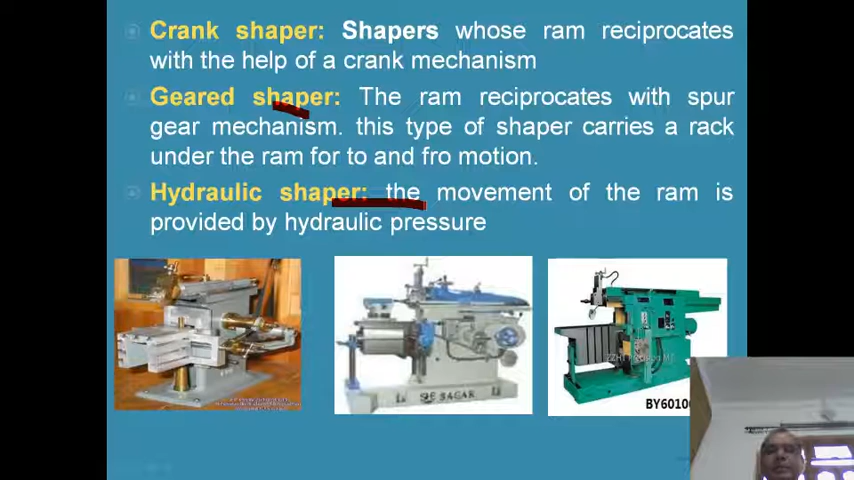 Crank shaper: Shapers whose ram reciprocates
with the help of a crank mechanism
Geared shaper: The ram reciprocates with spur
gear mechanism. this type of shaper carries a rack
under the ram for to and fro motion.
Hydraulic shaper: the movement of the ram is
provided by hydraulic pressure
SAGAR
BY6010